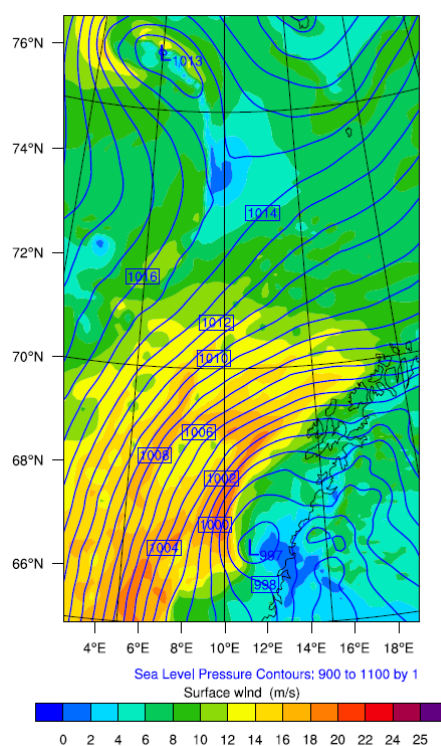 76°N
L1013
74°N
1014
72°N
1016
1012
70°N
1010
1006
68°N
1008
1002
1000
66°N
1004
L997
998
4°E 6°E 8°E 10°E 12°E 14°E 16°E 18°E
Sea Level Pressure Contours: 900 to 1100 by 1
Surface wind (m/s)
0 2 4 6 8 10 12 14 16 18 20 22 24 25